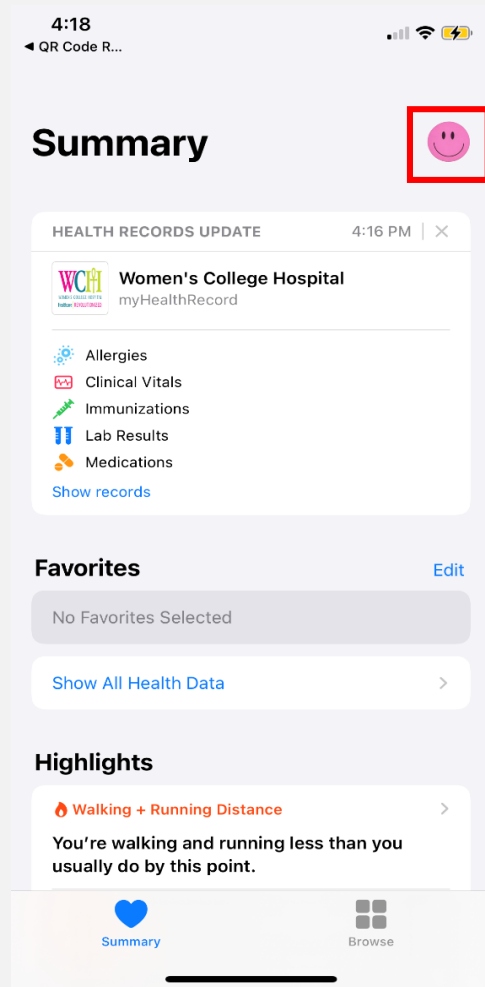 4:18
◀ QR Code R...
Summary
HEALTH RECORDS UPDATE 4:16 PM
WCH
Women's College Hospital
myHealthRecord
Allergies
Clinical Vitals
Immunizations
Lab Results
Medications
Show records
Favorites Edit
No Favorites Selected
Show All Health Data
Highlights
Walking + Running Distance
You're walking and running less than you
usually do by this point.
Summary Browse